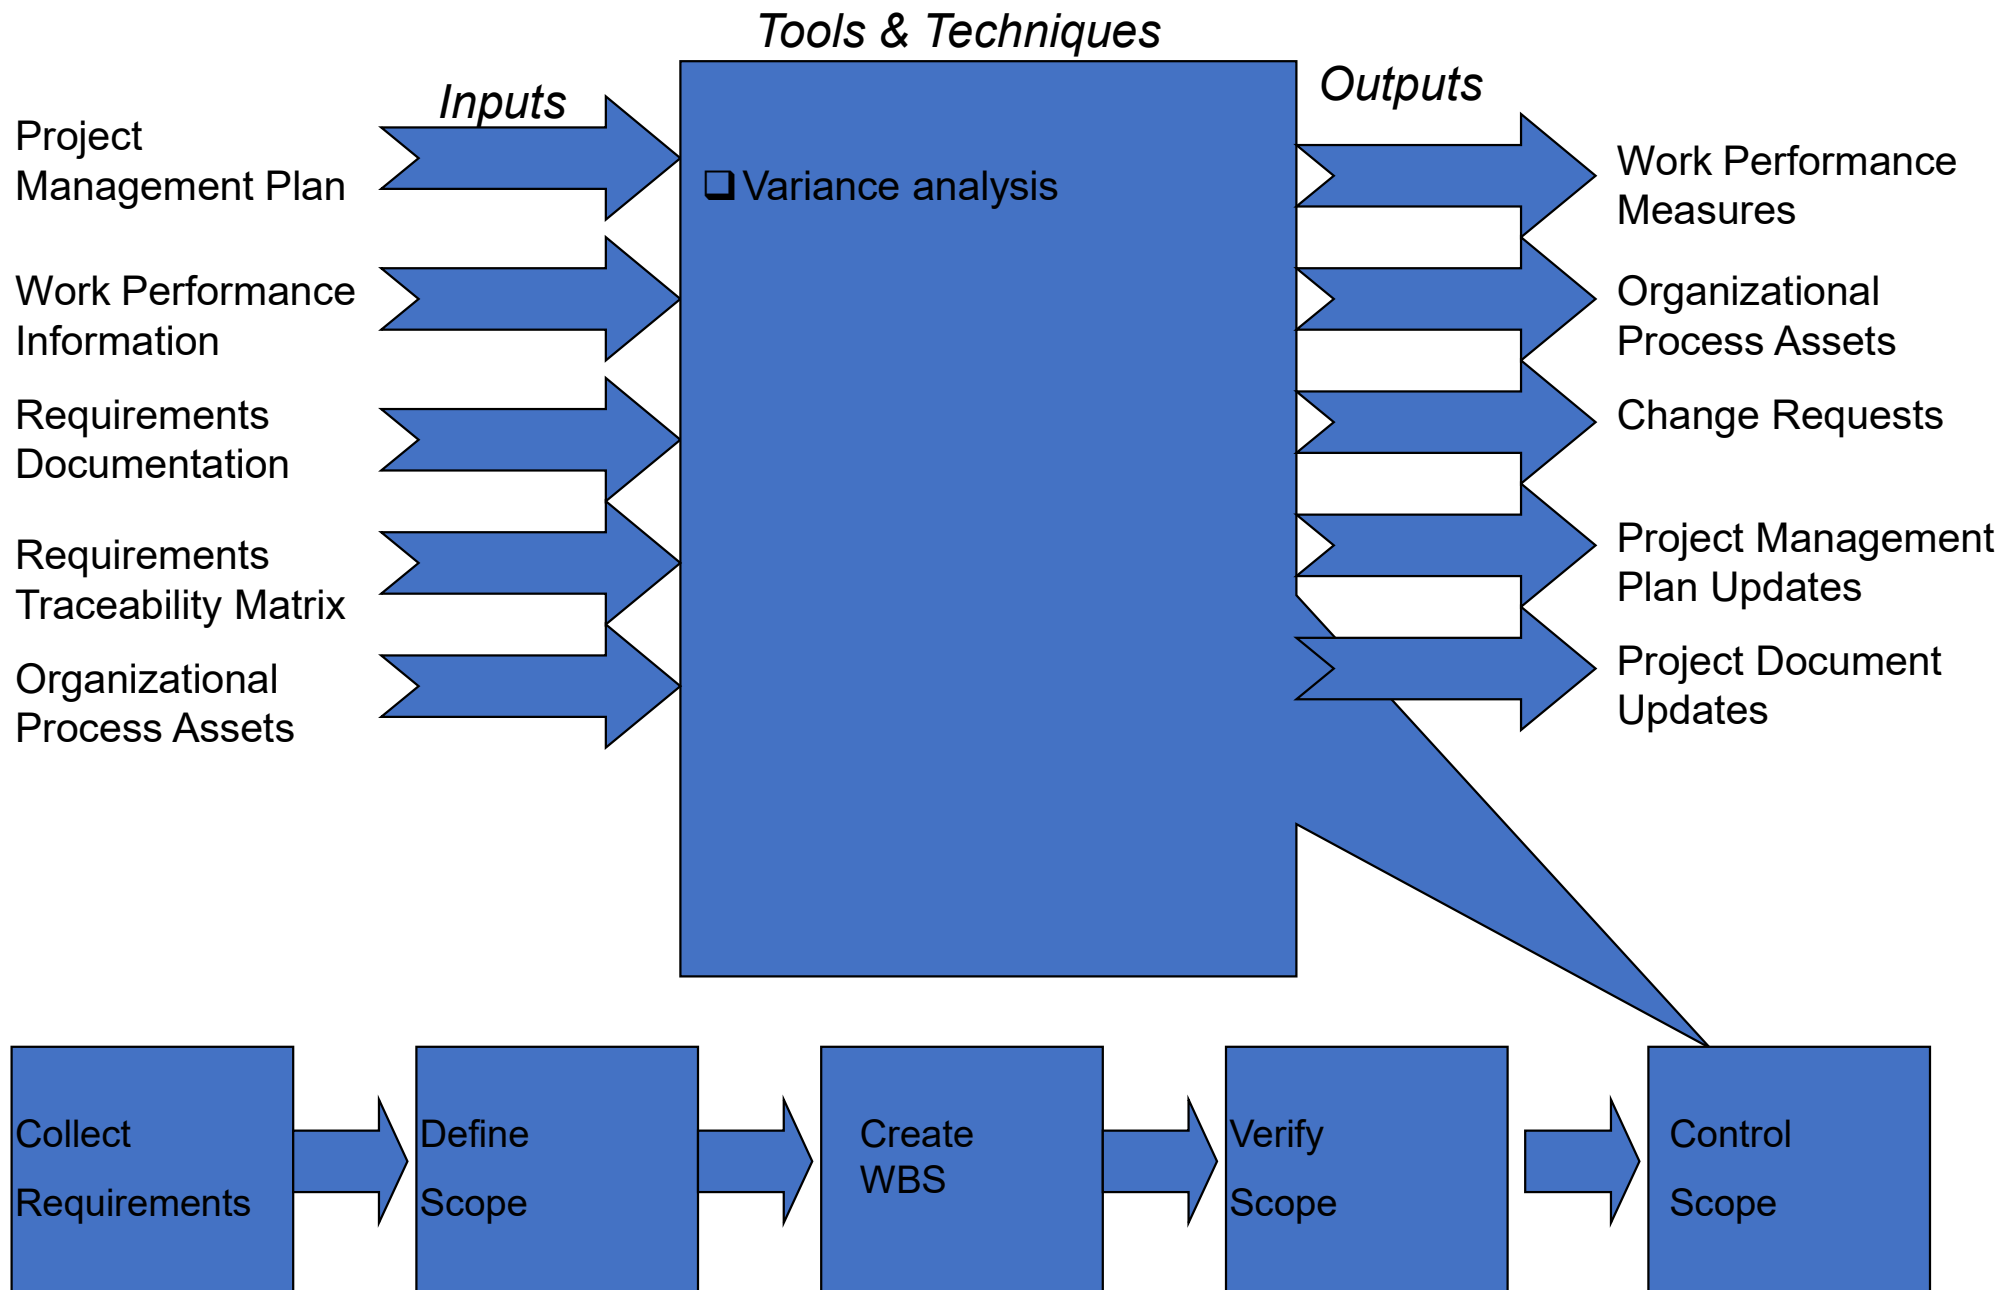 Tools & Techniques
Inputs
Outputs
Project
Management Plan
Work Performance
Information
Requirements
Documentation
Requirements
Traceability Matrix
Organizational
Process Assets
❑ Variance analysis
Work Performance
Measures
Organizational
Process Assets
Change Requests
Project Management
Plan Updates
Project Document
Updates
Collect
Requirements
Define
Scope
Create
WBS
Verify
Scope
Control
Scope